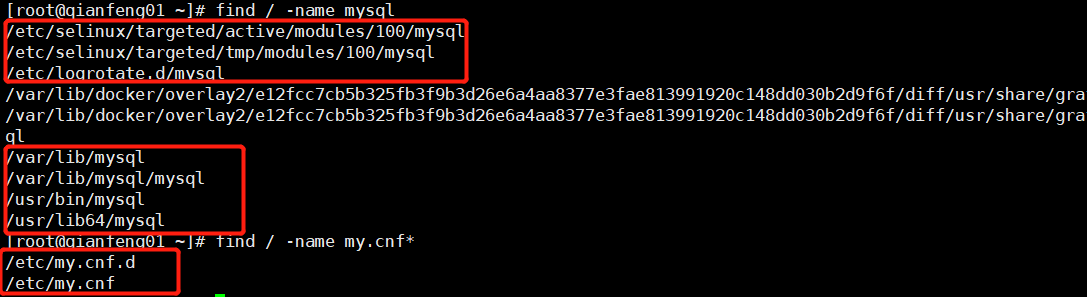 [root@qianfeng01 ~]# find / -name mysql
/etc/selinux/targeted/active/modules/100/mysql
/etc/selinux/targeted/tmp/modules/100/mysql
/etc/logrotate.d/mysql
/var/lib/docker/overlay2/e12fcc7cb5b325fb3f9b3d26e6a4aa8377e3fae813991920c148dd030b2d9f6f/diff/usr/share/gra
/var/lib/docker/overlay2/e12fcc7cb5b325fb3f9b3d26e6a4aa8377e3fae813991920c148dd030b2d9f6f/diff/usr/share/gra
ql
/var/lib/mysql
/var/lib/mysql/mysql
/usr/bin/mysql
/usr/lib64/mysql
[root@qianfeng01 ~]# find / -name my.cnf*
/etc/my.cnf.d
/etc/my.cnf